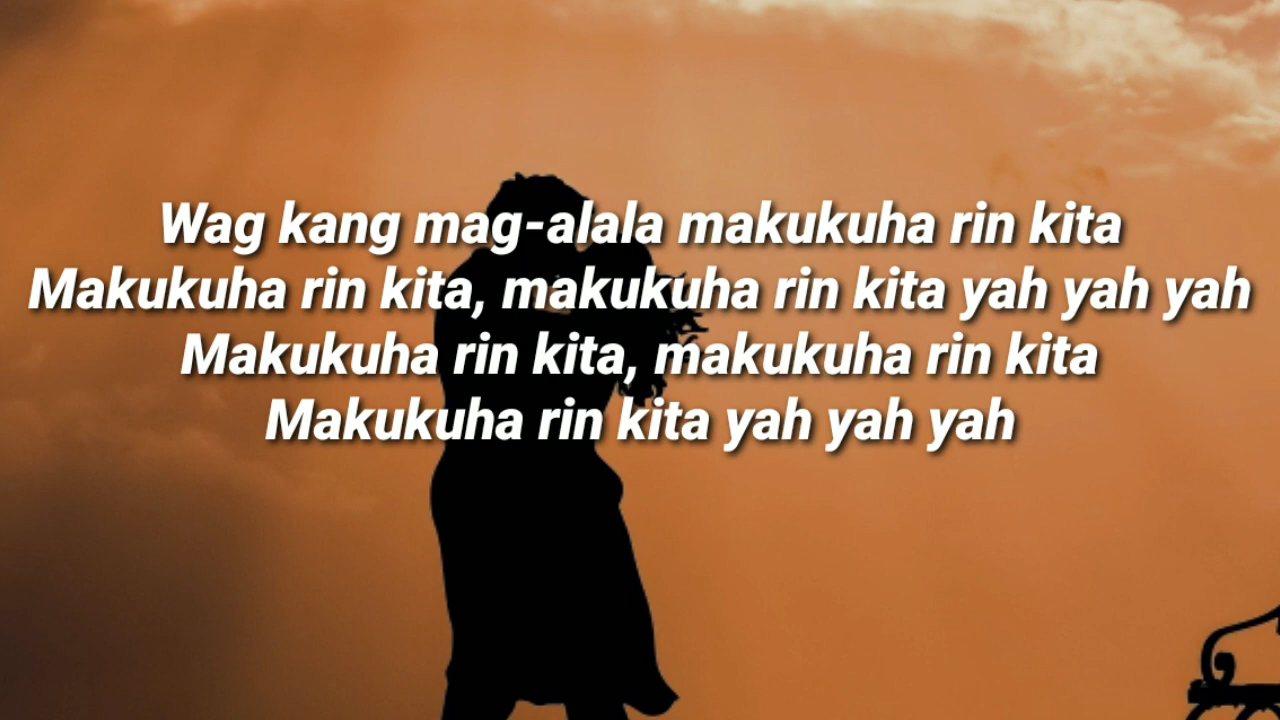 Wag kang mag-alala makukuha rin kita
Makukuha rin kita, makukuha rin kita yah yah yah
Makukuha rin kita, makukuha rin kita
Makukuha rin kita yah yah yah